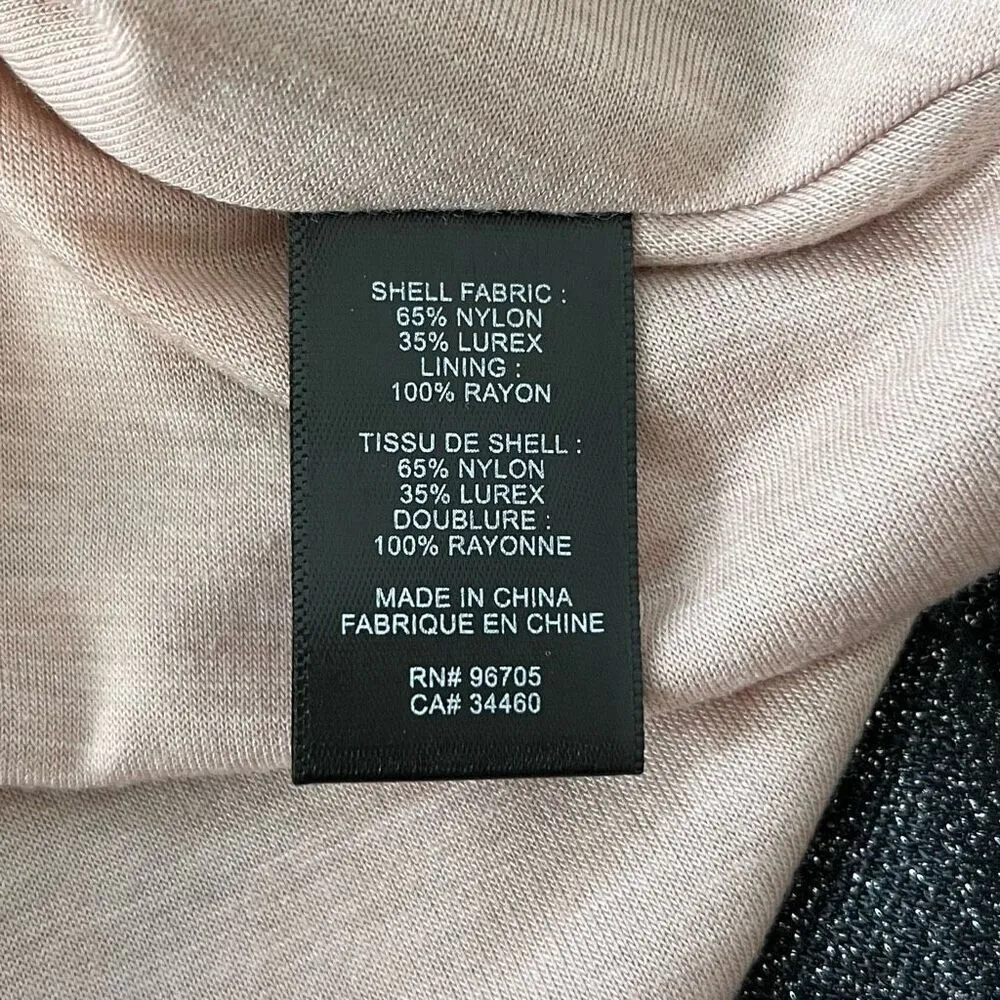 SHELL FABRIC :
65% NYLON
35% LUREX
LINING :
100% RAYON
TISSU DE SHELL :
65% NYLON
35% LUREX
DOUBLURE :
100% RAYONNE
MADE IN CHINA
FABRIQUE EN CHINE
RN# 96705
CA# 34460